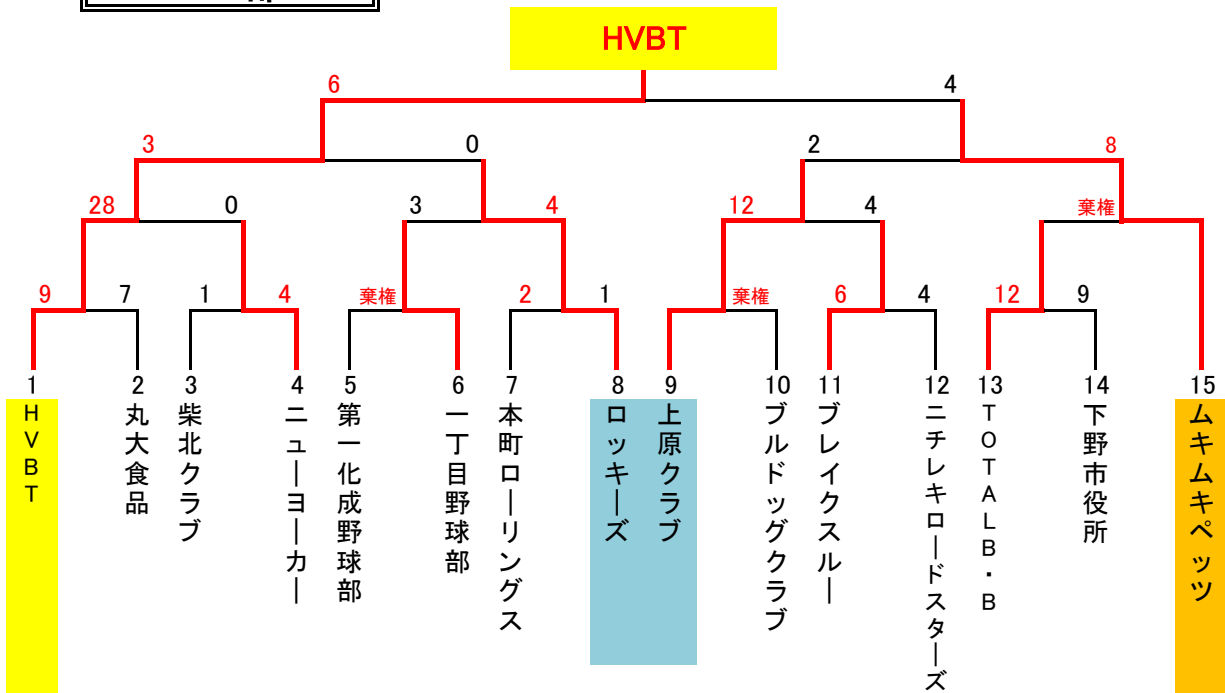 HVBT
6 4
3 0 2 8
28 0 3 4 12 4 棄権
9 7 1 4 棄権 2 1 棄権 6 4 12 9
1 2 3 4 5 6 7 8 9 10 11 12 13 14 15
HVBT
丸大食品
柴北クラブ
ニューヨーカー
第一化成野球部
一丁目野球部
本町ローリングス
ロッキーズ
上原クラブ
ブルドッグクラブ
ブレイクスルー
ニチレキロードスターズ
TOTALB・B
下野市役所
ムキムキペッツ